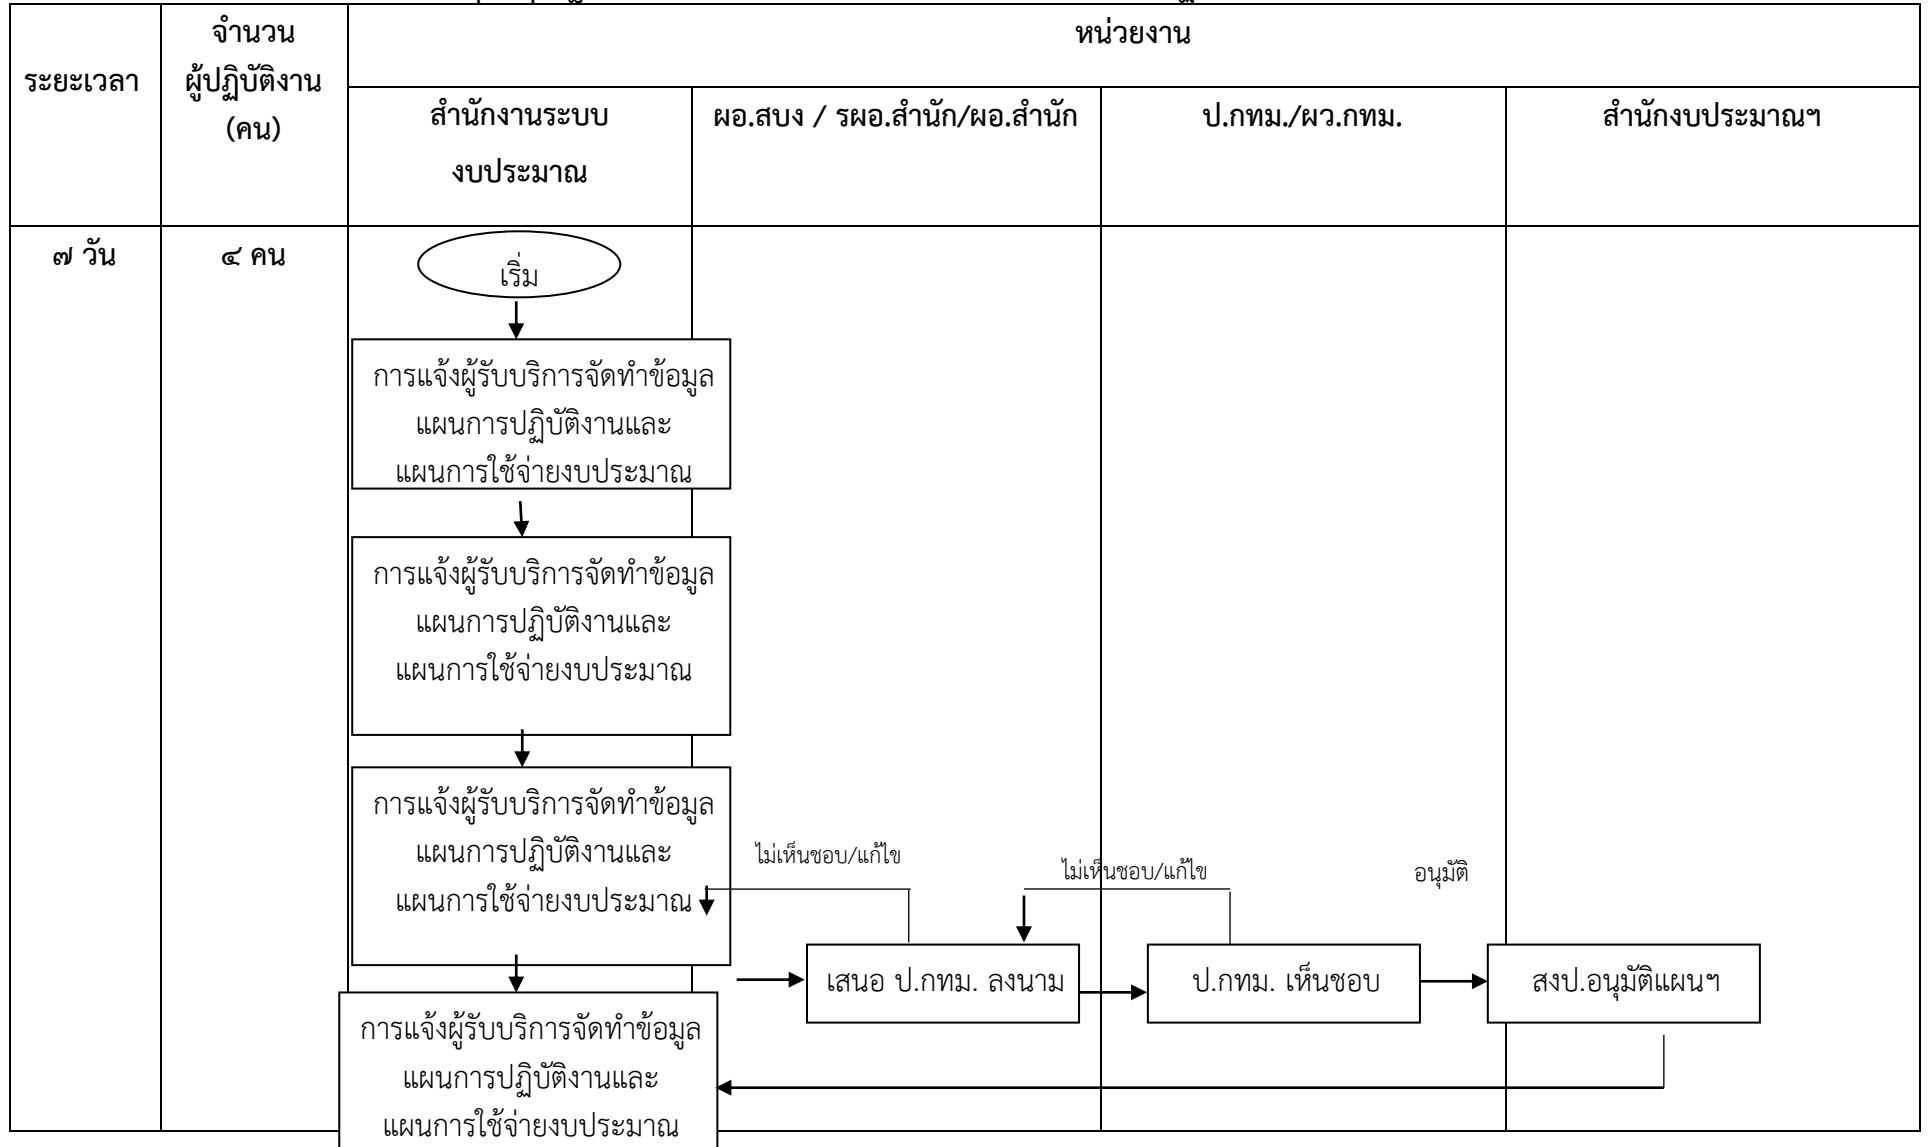 ระยะเวลา
จำนวน
ผู้ปฏิบัติงาน
(คน)
หน่วยงาน
สำนักงานระบบ
งบประมาณ
ผอ.สบง / รผอ.สำนัก/ผอ.สำนัก
ป.กทม./ผว.กทม.
สำนักงบประมาณฯ
๗ วัน
๔ คน
เริ่ม
การแจ้งผู้รับบริการจัดทำข้อมูล
แผนการปฏิบัติงานและ
แผนการใช้จ่ายงบประมาณ
การแจ้งผู้รับบริการจัดทำข้อมูล
แผนการปฏิบัติงานและ
แผนการใช้จ่ายงบประมาณ
การแจ้งผู้รับบริการจัดทำข้อมูล
แผนการปฏิบัติงานและ
แผนการใช้จ่ายงบประมาณ
ไม่เห็นชอบ/แก้ไข
ไม่เห็นชอบ/แก้ไข
อนุมัติ
เสนอ ป.กทม. ลงนาม
ป.กทม. เห็นชอบ
สงป.อนุมัติแผนฯ
การแจ้งผู้รับบริการจัดทำข้อมูล
แผนการปฏิบัติงานและ
แผนการใช้จ่ายงบประมาณ